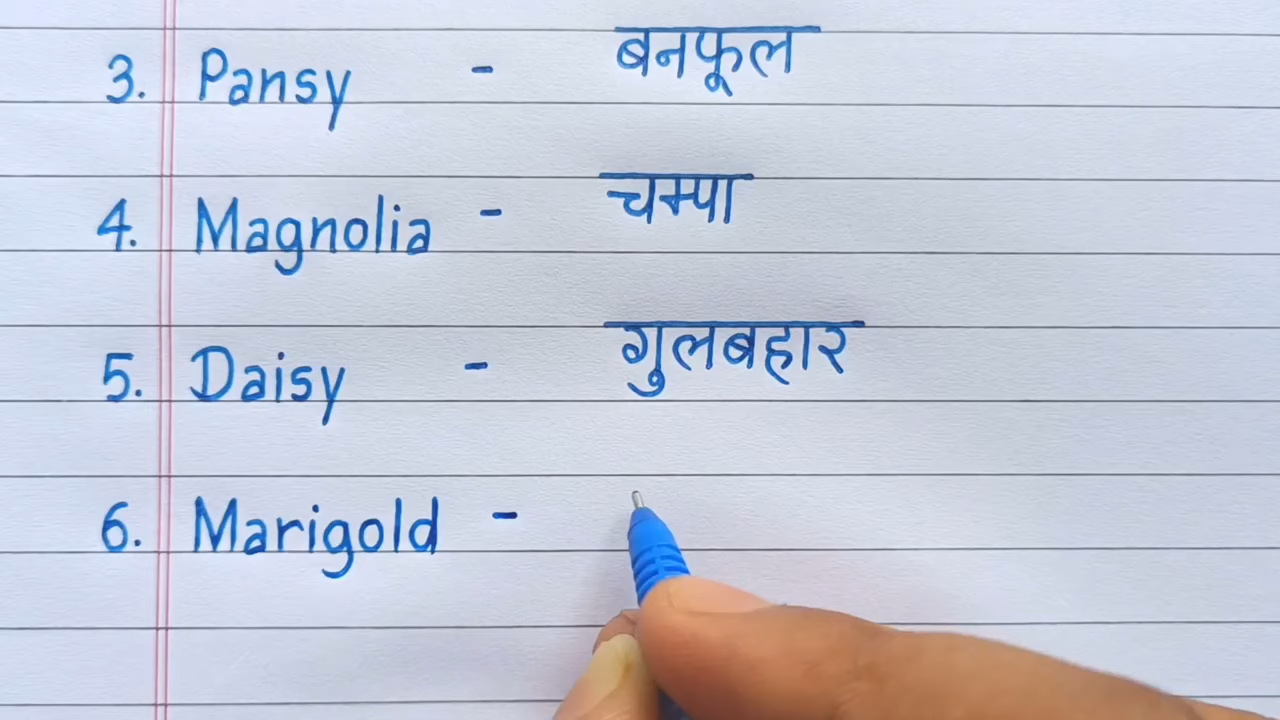 3. Pansy - बनफूल
4. Magnolia - चम्पा
5. Daisy - गुलबहार
6. Marigold -